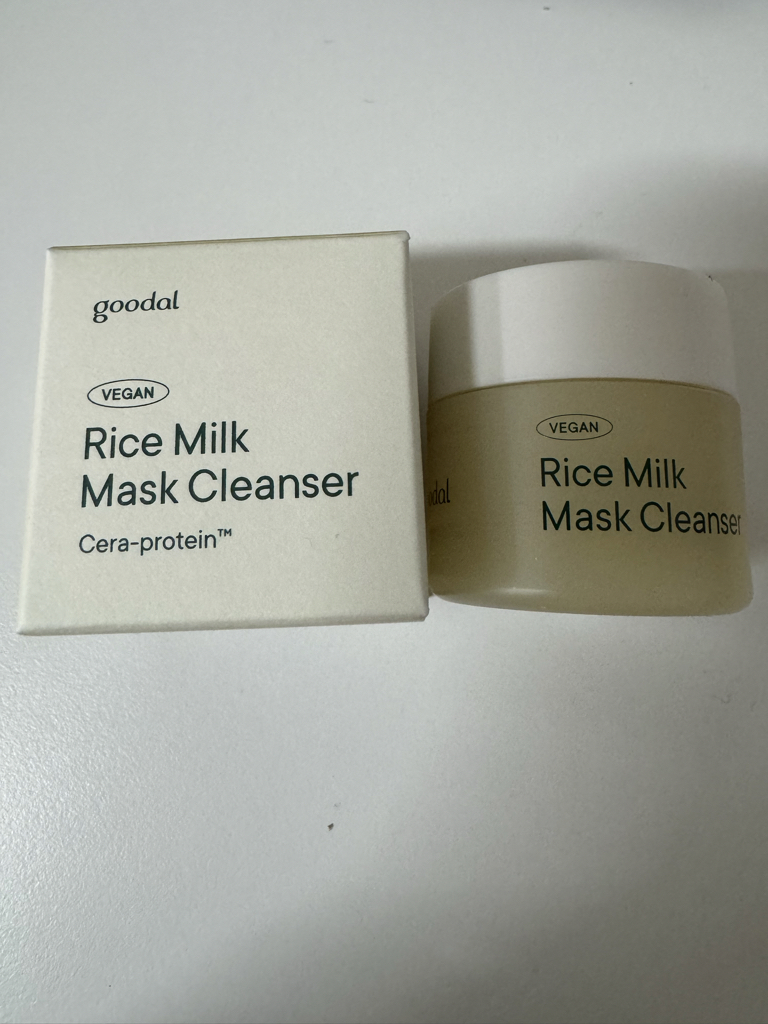 goodal
VEGAN
Rice Milk
Mask Cleanser
Cera-protein™
VEGAN
Rice Milk
Mask Cleanser